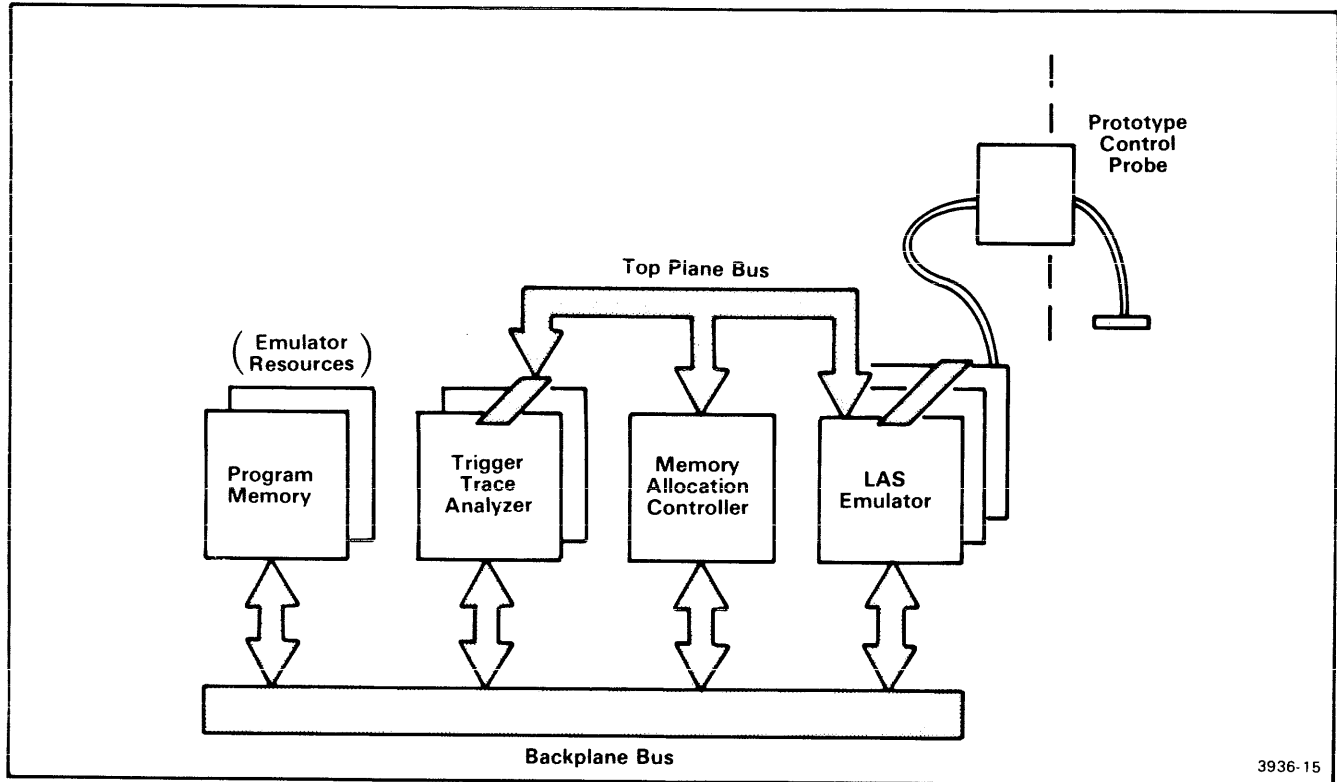 Prototype
Control
Probe
Top Plane Bus
( Emulator
Resources )
Program
Memory
Trigger
Trace
Analyzer
Memory
Allocation
Controller
LAS
Emulator
Backplane Bus
3936-15